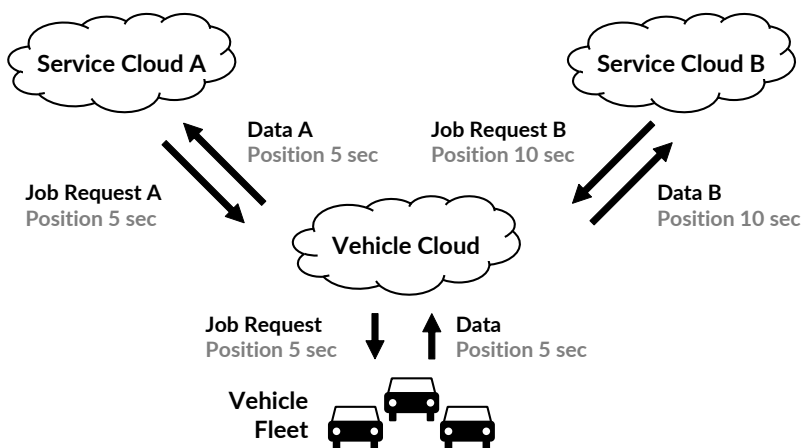 Service Cloud A
Service Cloud B
Data A
Position 5 sec
Job Request B
Position 10 sec
Job Request A
Position 5 sec
Data B
Position 10 sec
Vehicle Cloud
Job Request
Position 5 sec
Data
Position 5 sec
Vehicle
Fleet